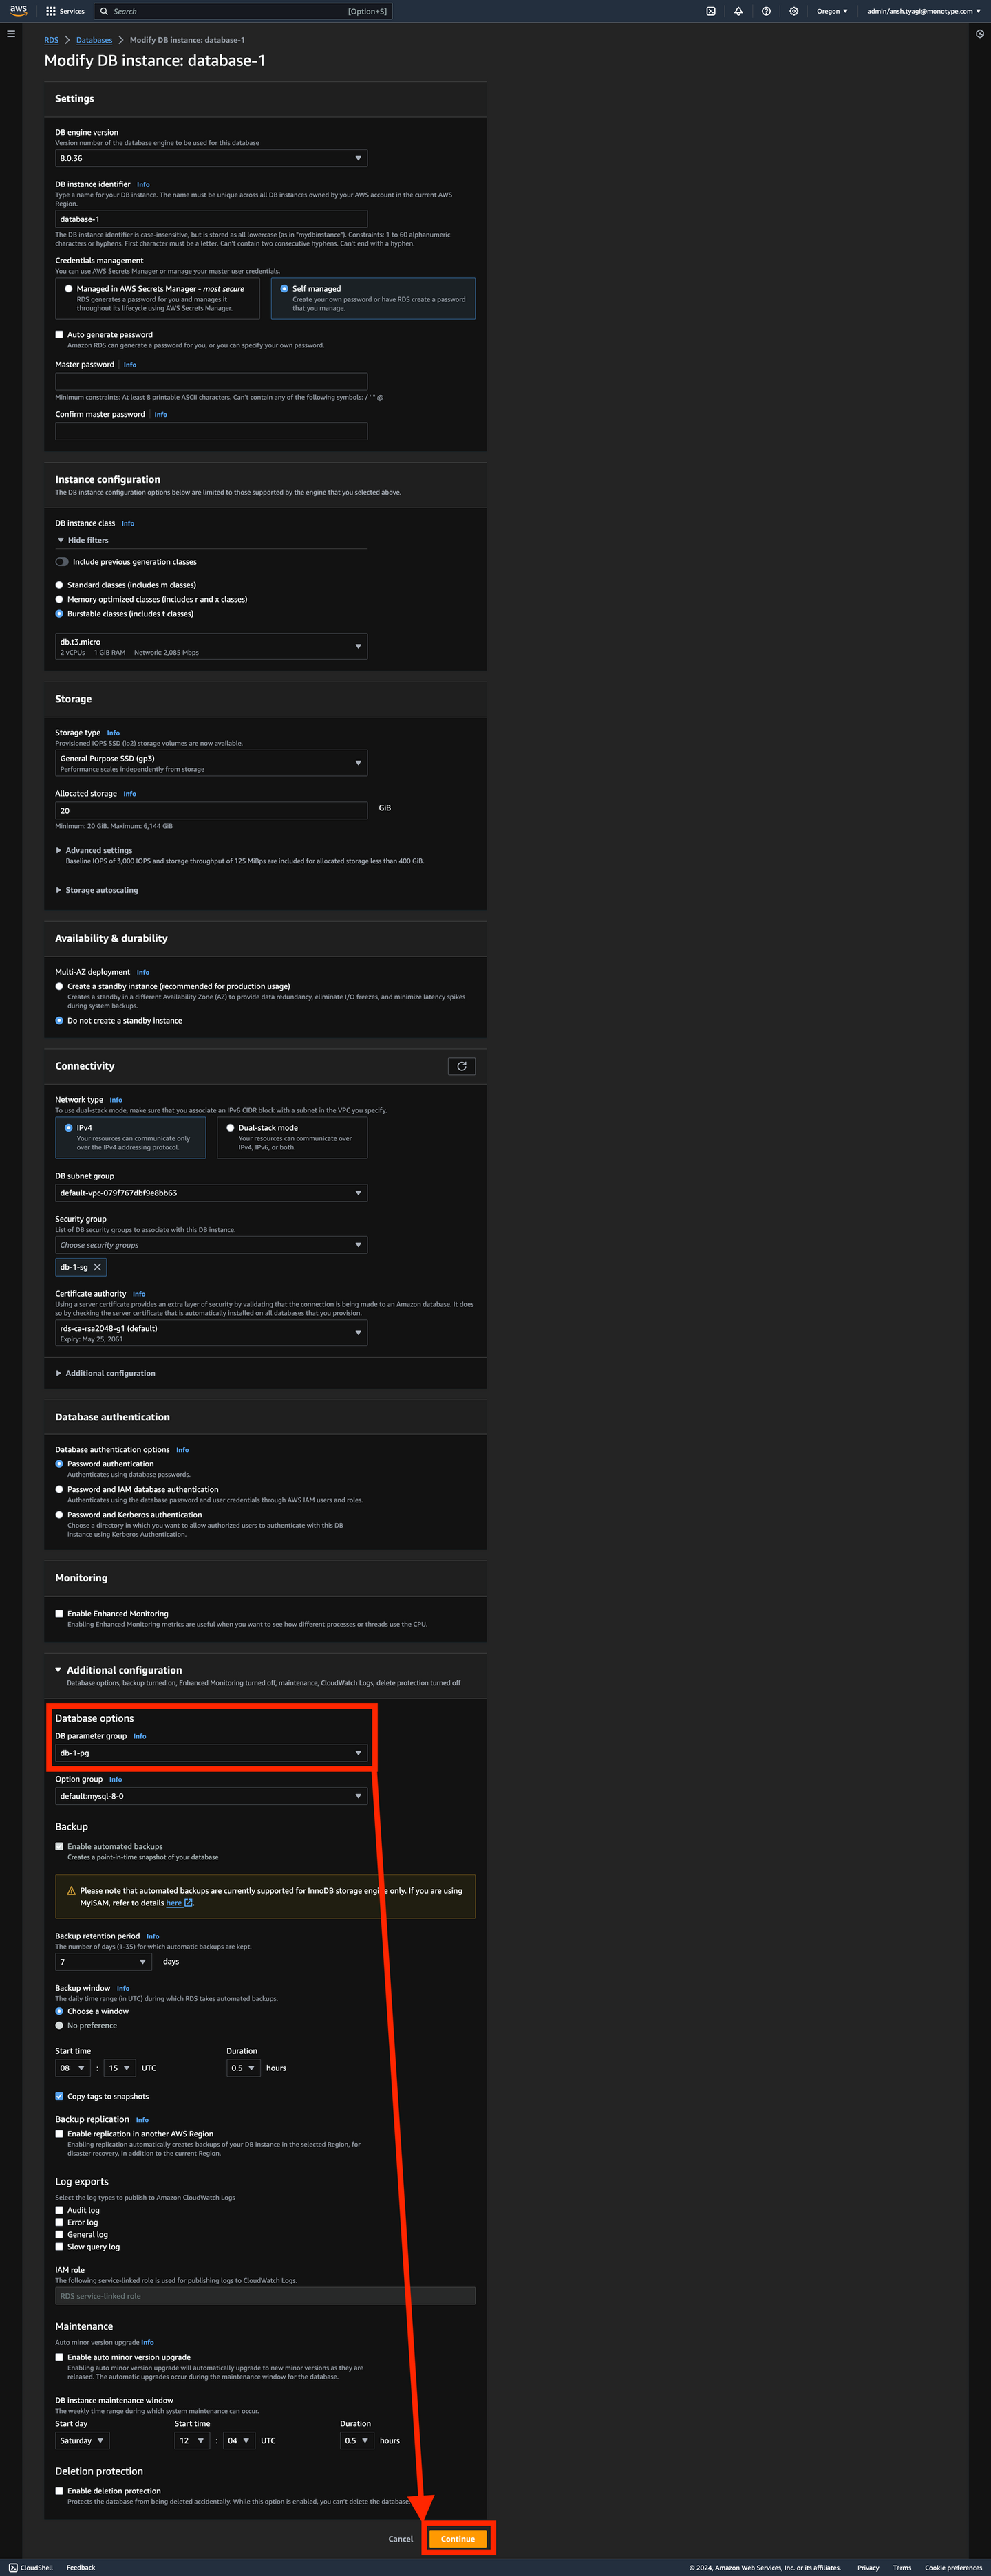 aws
Services
Search
[Option+S]
Oregon
admin/ansh.tyagi@monotype.com
RDS
Databases
Modify DB instance: database-1
Modify DB instance: database-1
Settings
DB engine version
Version number of the database engine to be used for this database
8.0.36
DB instance identifier Info
Type a name for your DB instance. The name must be unique across all DB instances owned by your AWS account in the current AWS
Region.
database-1
The DB instance identifier is case-insensitive, but is stored as all lowercase (as in "mydbinstance"). Constraints: 1 to 60 alphanumeric
characters or hyphens. First character must be a letter. Can't contain two consecutive hyphens. Can't end with a hyphen.
Credentials management
You can use AWS Secrets Manager or manage your master user credentials.
Managed in AWS Secrets Manager - most secure
RDS generates a password for you and manages it
throughout its lifecycle using AWS Secrets Manager.
Self managed
Create your own password or have RDS create a password
that you manage.
Auto generate password
Amazon RDS can generate a password for you, or you can specify your own password.
Master password Info
Minimum constraints: At least 8 printable ASCII characters. Can't contain any of the following symbols: / ' " @
Confirm master password Info
Instance configuration
The DB instance configuration options below are limited to those supported by the engine that you selected above.
DB instance class Info
Hide filters
Include previous generation classes
Standard classes (includes m classes)
Memory optimized classes (includes r and x classes)
Burstable classes (includes t classes)
db.t3.micro
2 vCPUs 1 GiB RAM Network: 2,085 Mbps
Storage
Storage type Info
Provisioned IOPS SSD (io2) storage volumes are now available.
General Purpose SSD (gp3)
Performance scales independently from storage
Allocated storage Info
20
GiB
Minimum: 20 GiB. Maximum: 6,144 GiB
Advanced settings
Baseline IOPS of 3,000 IOPS and storage throughput of 125 MiBps are included for allocated storage less than 400 GiB.
Storage autoscaling
Availability & durability
Multi-AZ deployment Info
Create a standby instance (recommended for production usage)
Creates a standby in a different Availability Zone (AZ) to provide data redundancy, eliminate I/O freezes, and minimize latency spikes
during system backups.
Do not create a standby instance
Connectivity
Network type Info
To use dual-stack mode, make sure that you associate an IPv6 CIDR block with a subnet in the VPC you specify.
IPv4
Your resources can communicate only
over the IPv4 addressing protocol.
Dual-stack mode
Your resources can communicate over
IPv4, IPv6, or both.
DB subnet group
default-vpc-079f767dbf9e8bb63
Security group
List of DB security groups to associate with this DB instance.
Choose security groups
db-1-sg
Certificate authority Info
Using a server certificate provides an extra layer of security by validating that the connection is being made to an Amazon database. It does
so by checking the server certificate that is automatically installed on all databases that you provision.
rds-ca-rsa2048-g1 (default)
Expiry: May 25, 2061
Additional configuration
Database authentication
Database authentication options Info
Password authentication
Authenticates using database passwords.
Password and IAM database authentication
Authenticates using the database password and user credentials through AWS IAM users and roles.
Password and Kerberos authentication
Choose a directory in which you want to allow authorized users to authenticate with this DB
instance using Kerberos Authentication.
Monitoring
Enable Enhanced Monitoring
Enabling Enhanced Monitoring metrics are useful when you want to see how different processes or threads use the CPU.
Additional configuration
Database options, backup turned on, Enhanced Monitoring turned off, maintenance, CloudWatch Logs, delete protection turned off
Database options
DB parameter group Info
db-1-pg
Option group Info
default:mysql-8-0
Backup
Enable automated backups
Creates a point-in-time snapshot of your database
Please note that automated backups are currently supported for InnoDB storage engine only. If you are using
MyISAM, refer to details here.
Backup retention period Info
The number of days (1-35) for which automatic backups are kept.
7 days
Backup window Info
The daily time range (in UTC) during which RDS takes automated backups.
Choose a window
No preference
Start time Duration
08 : 15 UTC 0.5 hours
Copy tags to snapshots
Backup replication Info
Enable replication in another AWS Region
Enabling replication automatically creates backups of your DB instance in the selected Region, for
disaster recovery, in addition to the current Region.
Log exports
Select the log types to publish to Amazon CloudWatch Logs
Audit log
Error log
General log
Slow query log
IAM role
The following service-linked role is used for publishing logs to CloudWatch Logs.
RDS service-linked role
Maintenance
Auto minor version upgrade Info
Enable auto minor version upgrade
Enabling auto minor version upgrade will automatically upgrade to new minor versions as they are
released. The automatic upgrades occur during the maintenance window for the database.
DB instance maintenance window
The weekly time range during which system maintenance can occur.
Start day Start time Duration
Saturday 12 : 04 UTC 0.5 hours
Deletion protection
Enable deletion protection
Protects the database from being deleted accidentally. While this option is enabled, you can't delete the database.
Cancel
Continue
CloudShell
Feedback
© 2024, Amazon Web Services, Inc. or its affiliates.
Privacy
Terms
Cookie preferences